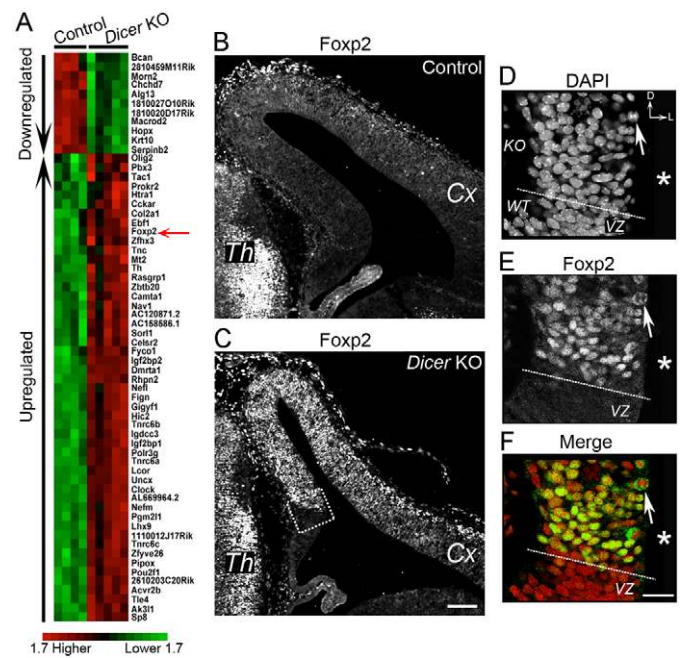 A
Control Dicer KO
Downregulated
Upregulated
Bcan
2810459M11Rik
Morn2
Chchd7
Alg13
1810027O10Rik
1810020D17Rik
Macrod2
Hopx
Krt10
Serpinb2
Olig2
Pbx3
Tac1
Prokr2
Htra1
Cckar
Col2a1
Ebf1
Foxp2
Zfhx3
Tnc
Mt2
Th
Rasgrp1
Zbtb20
Camta1
Nav1
AC120871.2
AC158586.1
Sorl1
Celsr2
Fyco1
Igf2bp2
Dmrta1
Rhpn2
Nefl
Fign
Gigyf1
Hic2
Tnrc6b
Igdcc3
Igf2bp1
Polr3g
Tnrc6a
Lcor
Uncx
Clock
AL669964.2
Nefm
Pgm2l1
Lhx9
1110012J17Rik
Tnrc6c
Zfyve26
Pipox
Pou2f1
2610203C20Rik
Acvr2b
Tle4
Ak3l1
Sp8
1.7 Higher Lower 1.7
B
Foxp2
Control
Cx
Th
C
Foxp2
Dicer KO
Th
Cx
D
DAPI
D
L
KO
*
WT
VZ
E
Foxp2
*
VZ
F
Merge
*
VZ